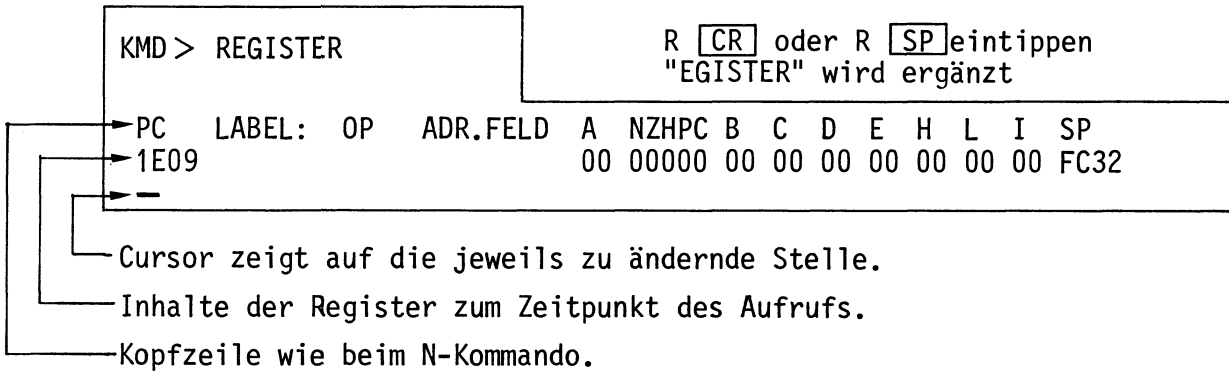 KMD > REGISTER
R CR oder R SP eintippen
"EGISTER" wird ergänzt
PC LABEL: OP ADR.FELD A NZHPC B C D E H L I SP
1E09 00 00000 00 00 00 00 00 00 00 FC32
Cursor zeigt auf die jeweils zu ändernde Stelle.
Inhalte der Register zum Zeitpunkt des Aufrufs.
Kopfzeile wie beim N-Kommando.